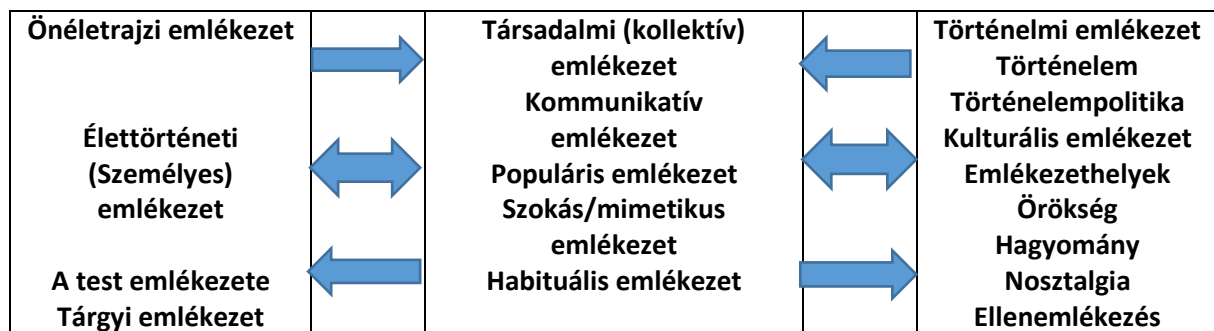 Önéletrajzi emlékezet
Élettörténeti
(Személyes)
emlékezet
A test emlékezete
Tárgyi emlékezet
Társadalmi (kollektív)
emlékezet
Kommunikatív
emlékezet
Populáris emlékezet
Szokás/mimetikus
emlékezet
Habituális emlékezet
Történelmi emlékezet
Történelem
Történelempolitika
Kulturális emlékezet
Emlékezethelyek
Örökség
Hagyomány
Nosztalgia
Ellenemlékezés